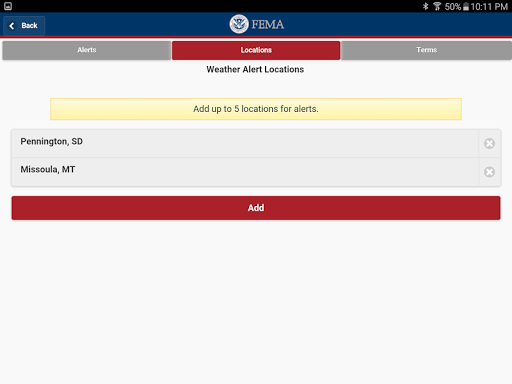 50% 10:11 PM
Back
FEMA
Alerts Locations Terms
Weather Alert Locations
Add up to 5 locations for alerts.
Pennington, SD
Missoula, MT
Add